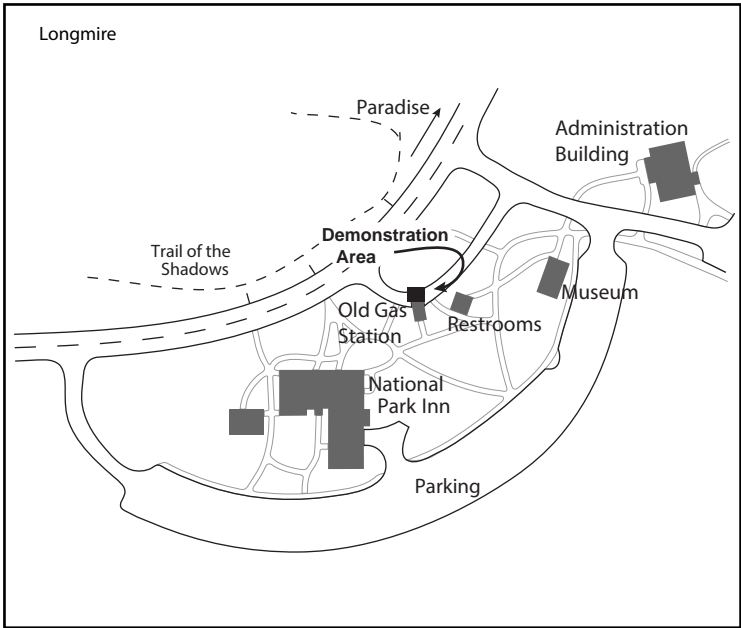 Longmire
Paradise
Administration
Building
Trail of the
Shadows
Demonstration
Area
Old Gas
Station
Restrooms
Museum
National
Park Inn
Parking